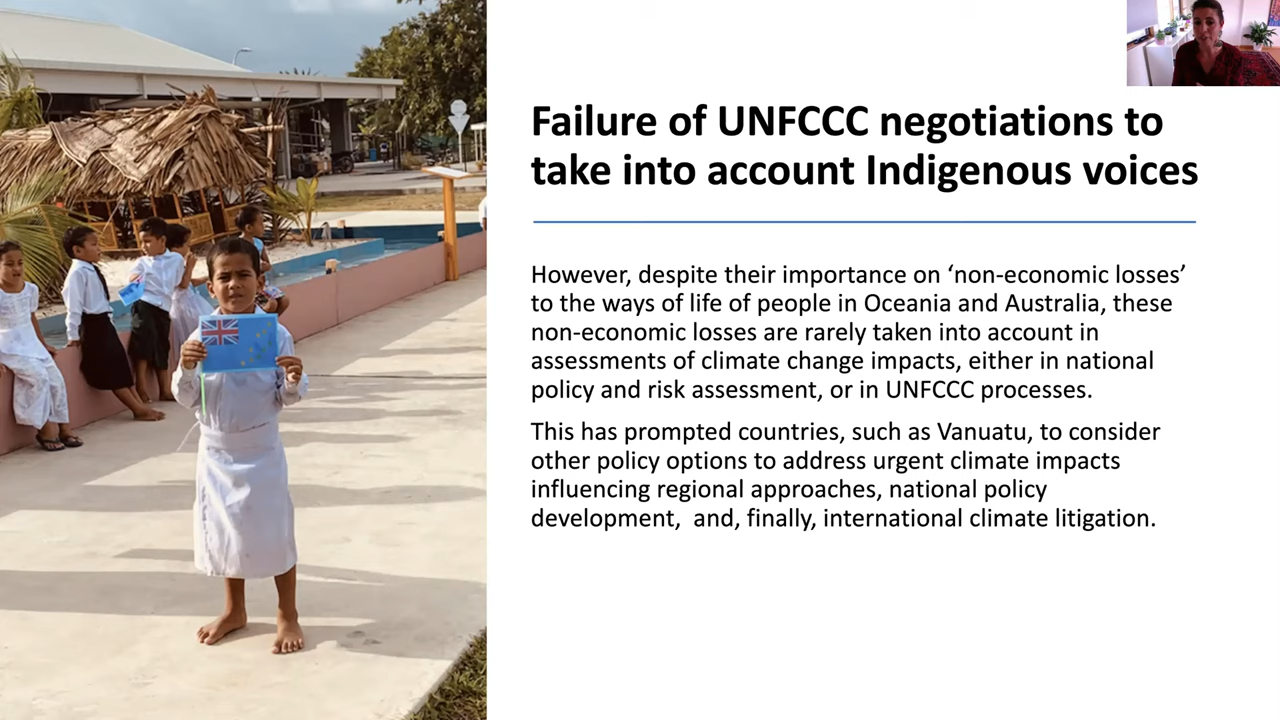 Failure of UNFCCC negotiations to
take into account Indigenous voices
However, despite their importance on ‘non-economic losses’
to the ways of life of people in Oceania and Australia, these
non-economic losses are rarely taken into account in
assessments of climate change impacts, either in national
policy and risk assessment, or in UNFCCC processes.
This has prompted countries, such as Vanuatu, to consider
other policy options to address urgent climate impacts
influencing regional approaches, national policy
development,  and, finally, international climate litigation.